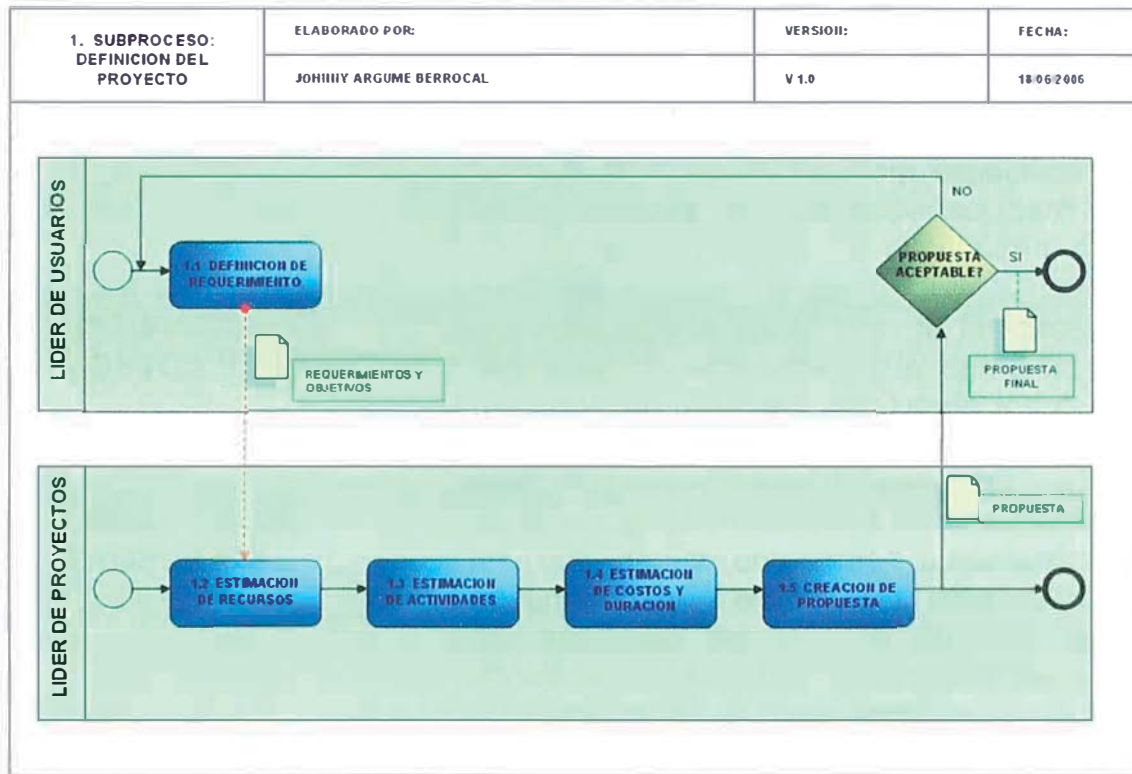 1. SUBPROCESO:
DEFINICION DEL
PROYECTO
ELABORADO POR:
VERSION:
FECHA:
JOHNNY ARGUME BERROCAL
V 1.0
18/06/2006
LIDER DE USUARIOS
NO
1.1 DEFINICION DE
REQUERIMIENTO
PROPUESTA
ACEPTABLE?
SI
REQUERIMIENTOS Y
OBJETIVOS
PROPUESTA
FINAL
LIDER DE PROYECTOS
PROPUESTA
1.2 ESTIMACION
DE RECURSOS
1.3 ESTIMACION
DE ACTIVIDADES
1.4 ESTIMACION
DE COSTOS Y
DURACION
1.5 CREACION DE
PROPUESTA